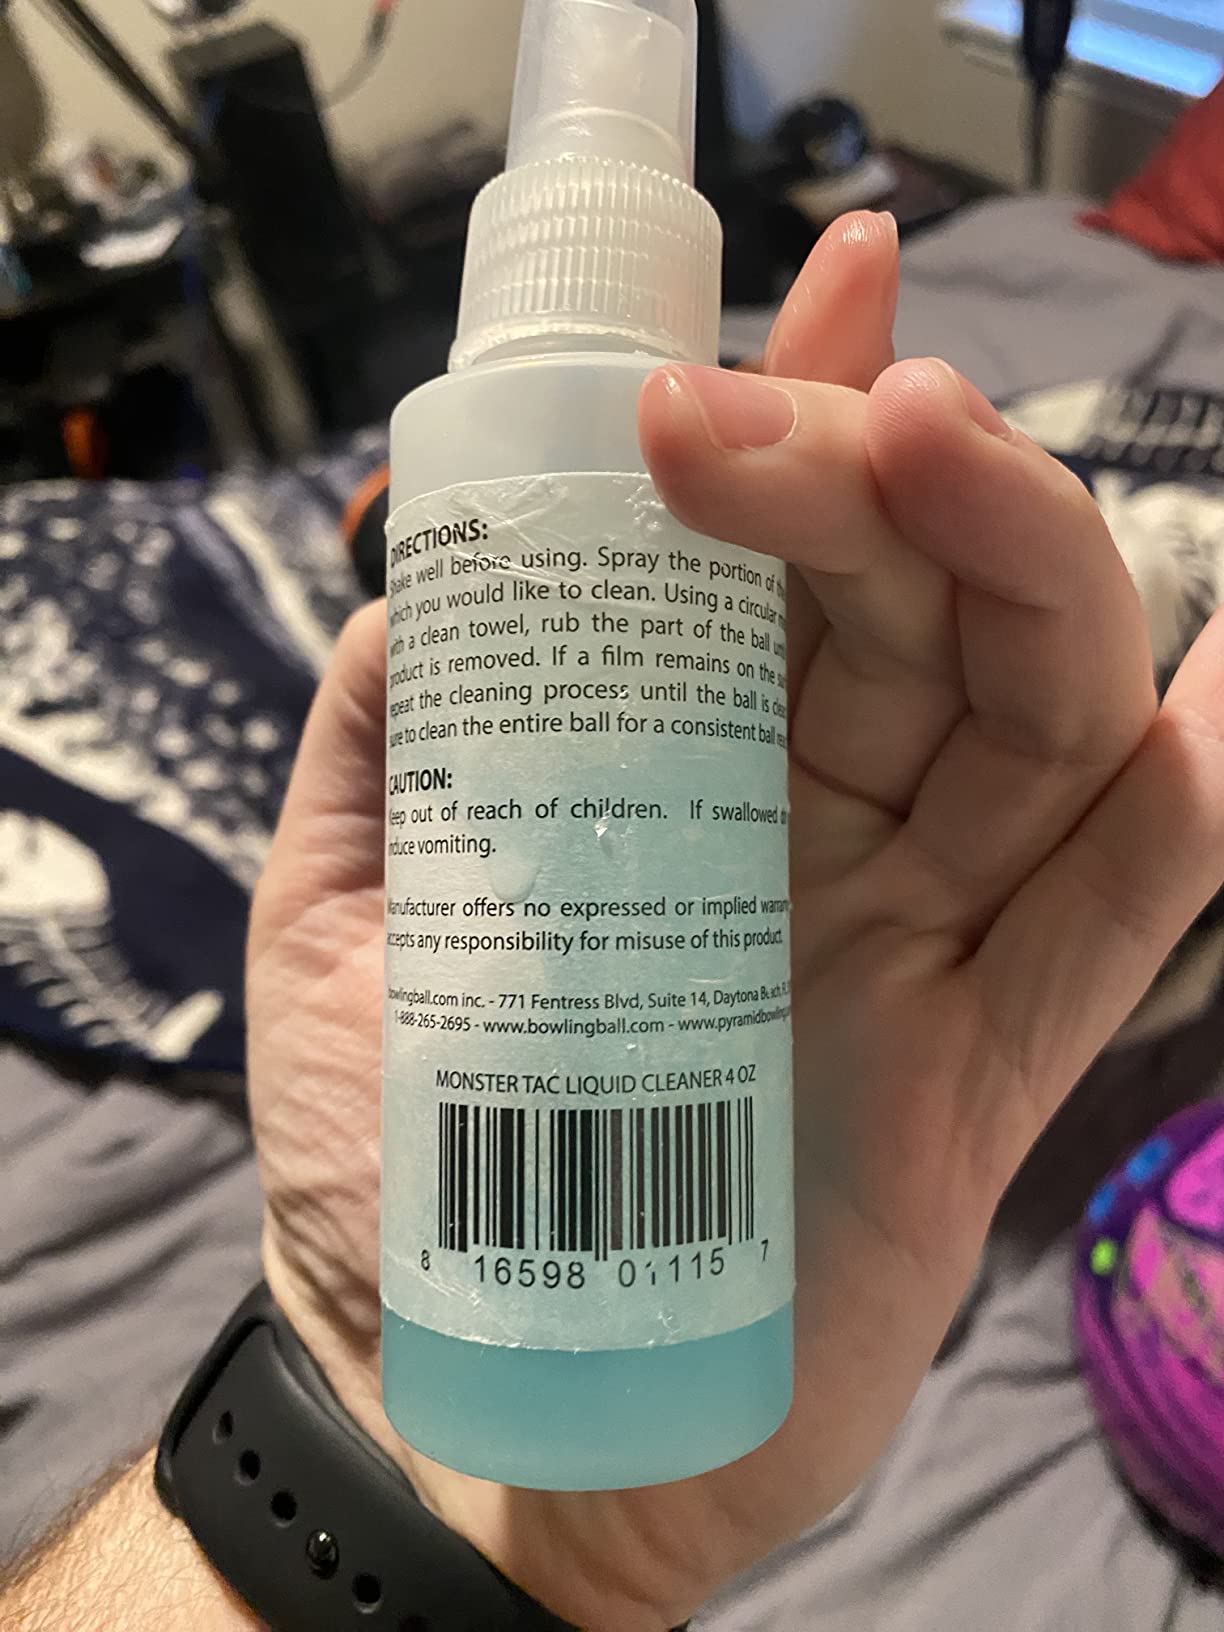 DIRECTIONS:
Shake well before using. Spray the portion of the
which you would like to clean. Using a circular
with a clean towel, rub the part of the ball until
product is removed. If a film remains on the
repeat the cleaning process until the ball is
sure to clean the entire ball for a consistent ball
CAUTION:
Keep out of reach of children. If swallowed
induce vomiting.
Manufacturer offers no expressed or implied
accepts any responsibility for misuse of this product.
bowlingball.com inc. - 771 Fentress Blvd, Suite 14, Daytona Beach,
1-888-265-2695 - www.bowlingball.com -
MONSTER TAC LIQUID CLEANER 4 OZ
8 16598 01115 7